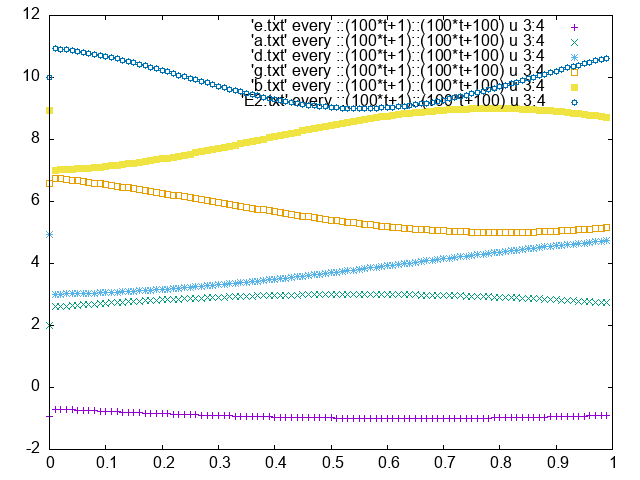 12
'e.txt' every ::(100*t+1)::(100*t+100) u 3:4
'a.txt' every ::(100*t+1)::(100*t+100) u 3:4
'd.txt' every ::(100*t+1)::(100*t+100) u 3:4
'g.txt' every ::(100*t+1)::(100*t+100) u 3:4
'b.txt' every ::(100*t+1)::(100*t+100) u 3:4
'E2.txt' every ::(100*t+1)::(100*t+100) u 3:4
10
8
6
4
2
0
-2
0 0.1 0.2 0.3 0.4 0.5 0.6 0.7 0.8 0.9 1